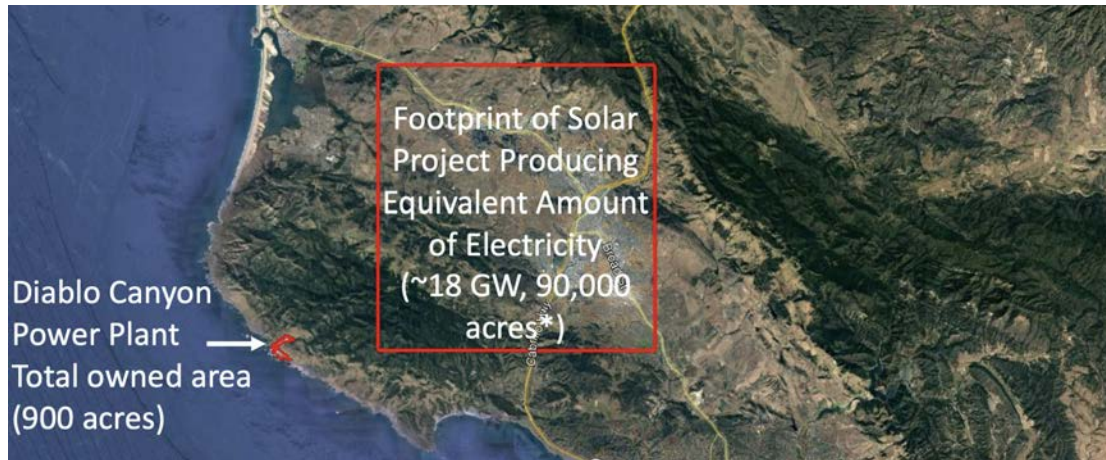 Footprint of Solar
Project Producing
Equivalent Amount
of Electricity
(~18 GW, 90,000
acres*)
Diablo Canyon
Power Plant
Total owned area
(900 acres)